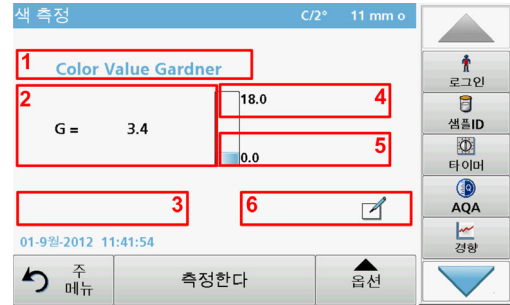 색 측정 C/2° 11 mm o
1 Color Value Gardner
2 G = 3.4
4 18.0
5 0.0
3
6
01-9월-2012 11:41:54
주 메뉴
측정한다
옵션
로그인
샘플ID
타이머
AQA
경향